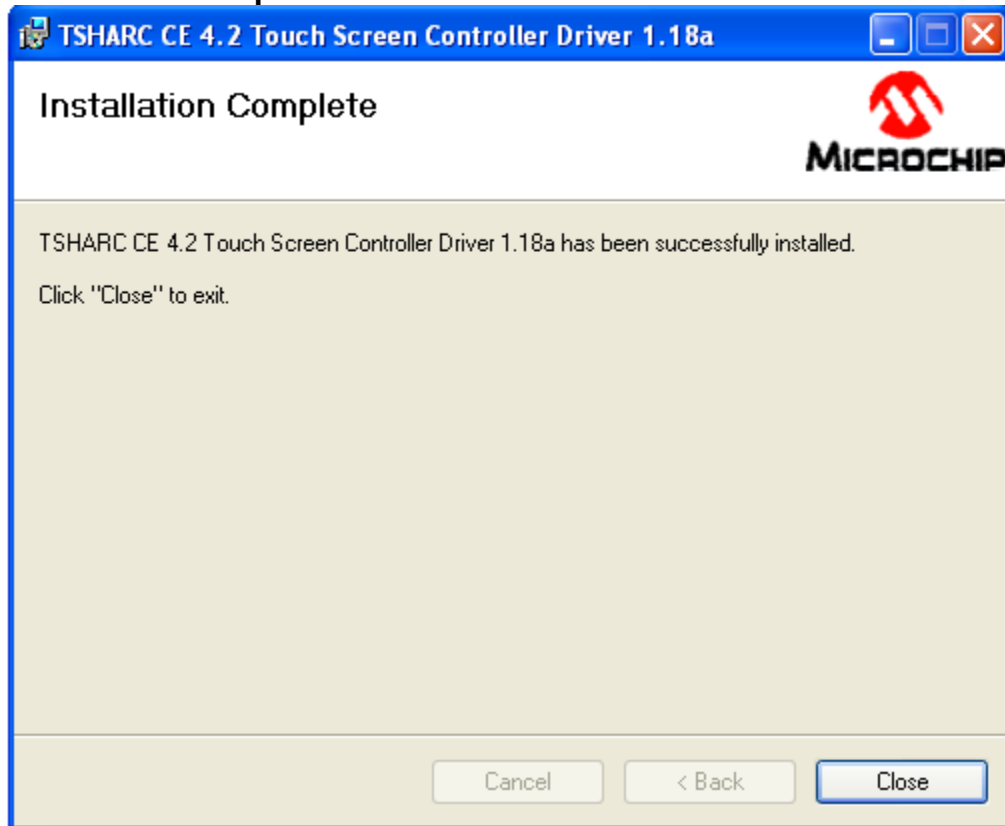 TSHARC CE 4.2 Touch Screen Controller Driver 1.18a
Installation Complete
MICROCHIP
TSHARC CE 4.2 Touch Screen Controller Driver 1.18a has been successfully installed.
Click "Close" to exit.
Cancel
< Back
Close